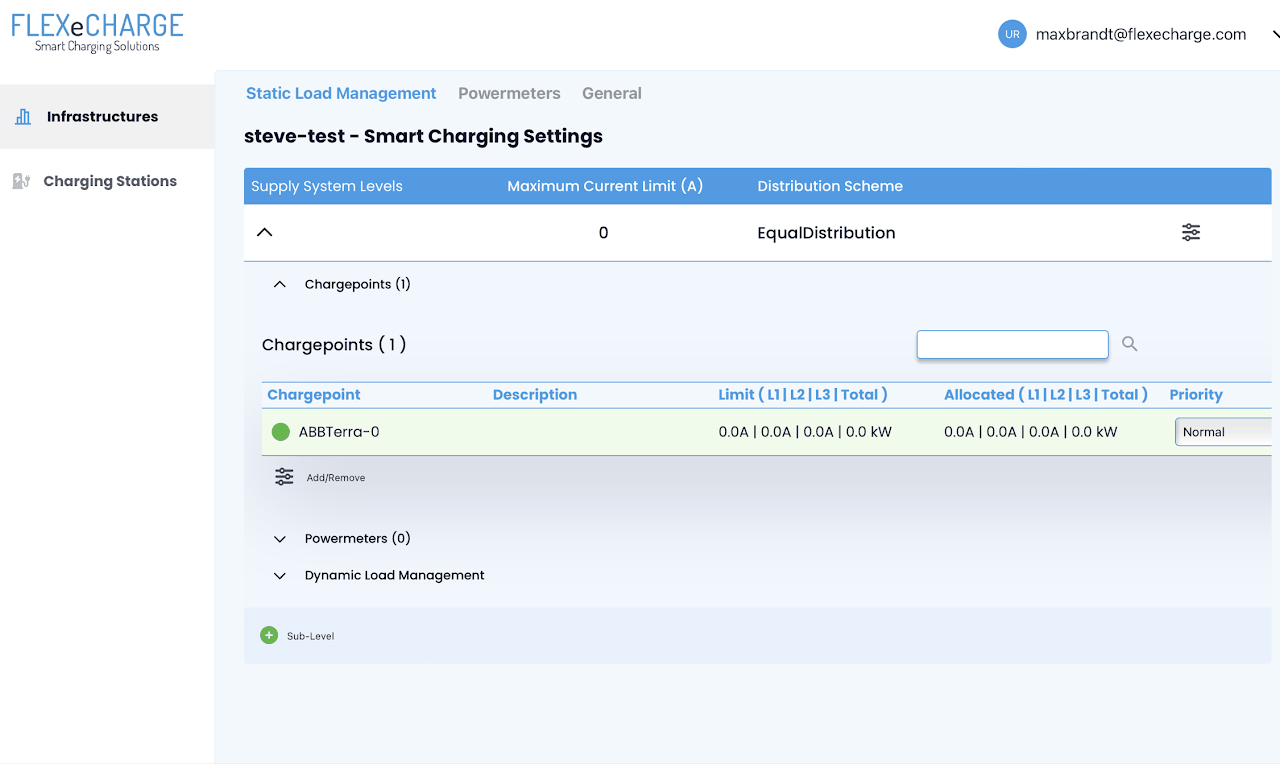 FLEXeCHARGE
Smart Charging Solutions
UR maxbrandt@flexecharge.com
Infrastructures
Charging Stations
Static Load Management Powermeters General
steve-test - Smart Charging Settings
Supply System Levels Maximum Current Limit (A) Distribution Scheme
0 EqualDistribution
Chargepoints (1)
Chargepoints ( 1 )
Chargepoint Description Limit ( L1 | L2 | L3 | Total ) Allocated ( L1 | L2 | L3 | Total ) Priority
ABBTerra-0 0.0A | 0.0A | 0.0A | 0.0 kW 0.0A | 0.0A | 0.0A | 0.0 kW Normal
Add/Remove
Powermeters (0)
Dynamic Load Management
Sub-Level